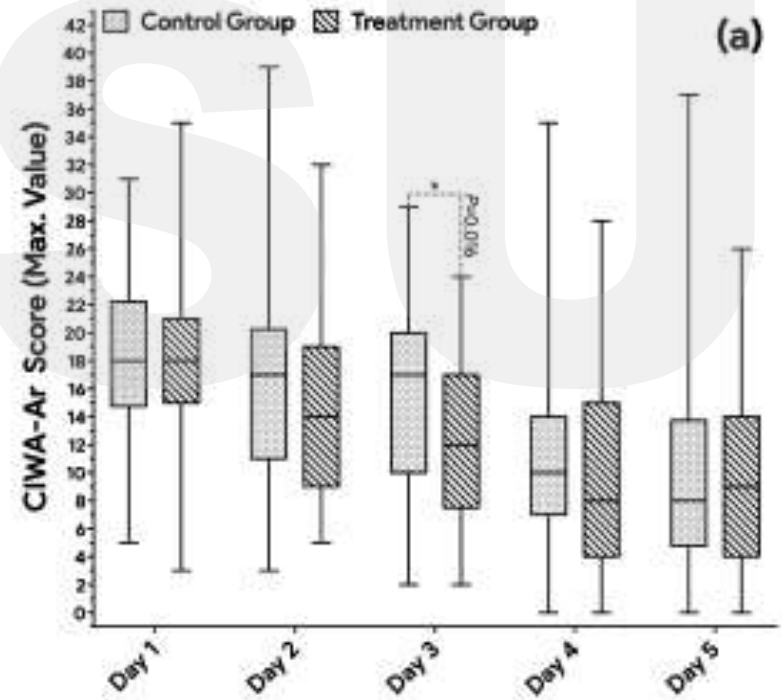 Control Group Treatment Group
(a)
CIWA-Ar Score (Max. Value)
42
40
38
36
34
32
30
28
26
24
22
20
18
16
14
12
10
8
6
4
2
0
*
P=0.016
Day 1
Day 2
Day 3
Day 4
Day 5
SU